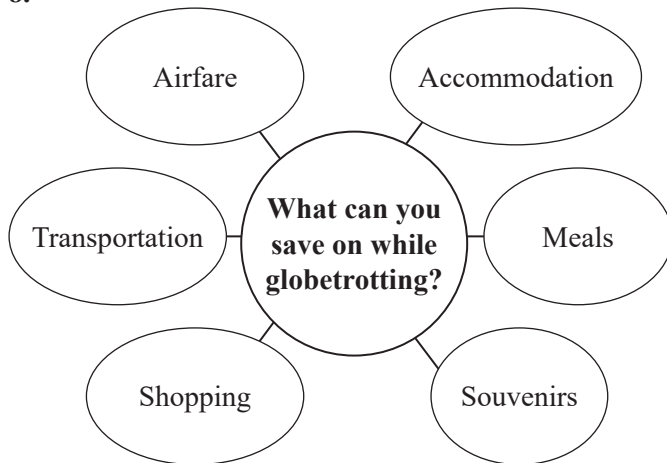 Airfare
Accommodation
What can you
save on while
globetrotting?
Transportation
Meals
Shopping
Souvenirs